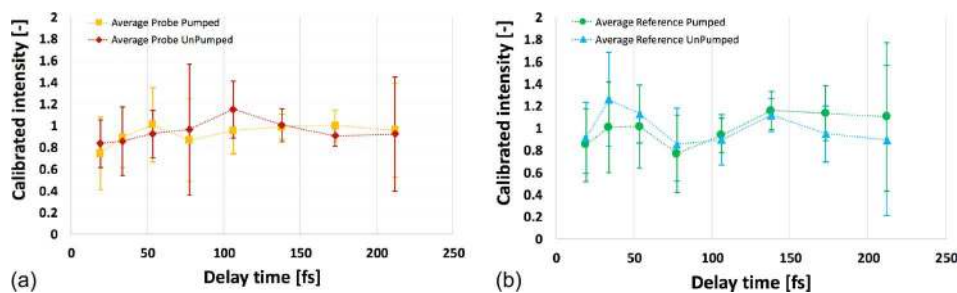 Calibrated intensity [-]
2
1.8
1.6
1.4
1.2
1
0.8
0.6
0.4
0.2
0
Average Probe Pumped
Average Probe UnPumped
0 50 100 150 200 250
Delay time [fs]
(a)
Calibrated intensity [-]
2
1.8
1.6
1.4
1.2
1
0.8
0.6
0.4
0.2
0
Average Reference Pumped
Average Reference UnPumped
0 50 100 150 200 250
Delay time [fs]
(b)